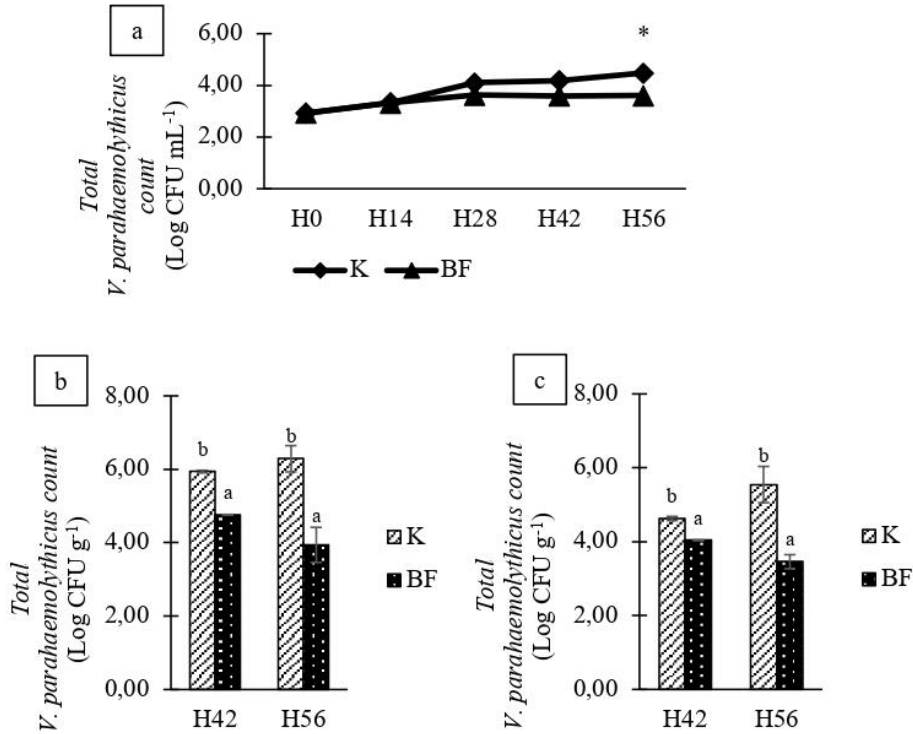 a
6,00
4,00
2,00
0,00
*
Total
V. parahaemolythicus
count
(Log CFU mL-1)
H0 H14 H28 H42 H56
K BF
b
8,00
6,00
4,00
2,00
0,00
Total
V. parahaemolythicus count
(Log CFU g-1)
b
a
b
a
H42 H56
K
BF
c
8,00
6,00
4,00
2,00
0,00
Total
V. parahaemolythicus count
(Log CFU g-1)
b
a
b
a
H42 H56
K
BF